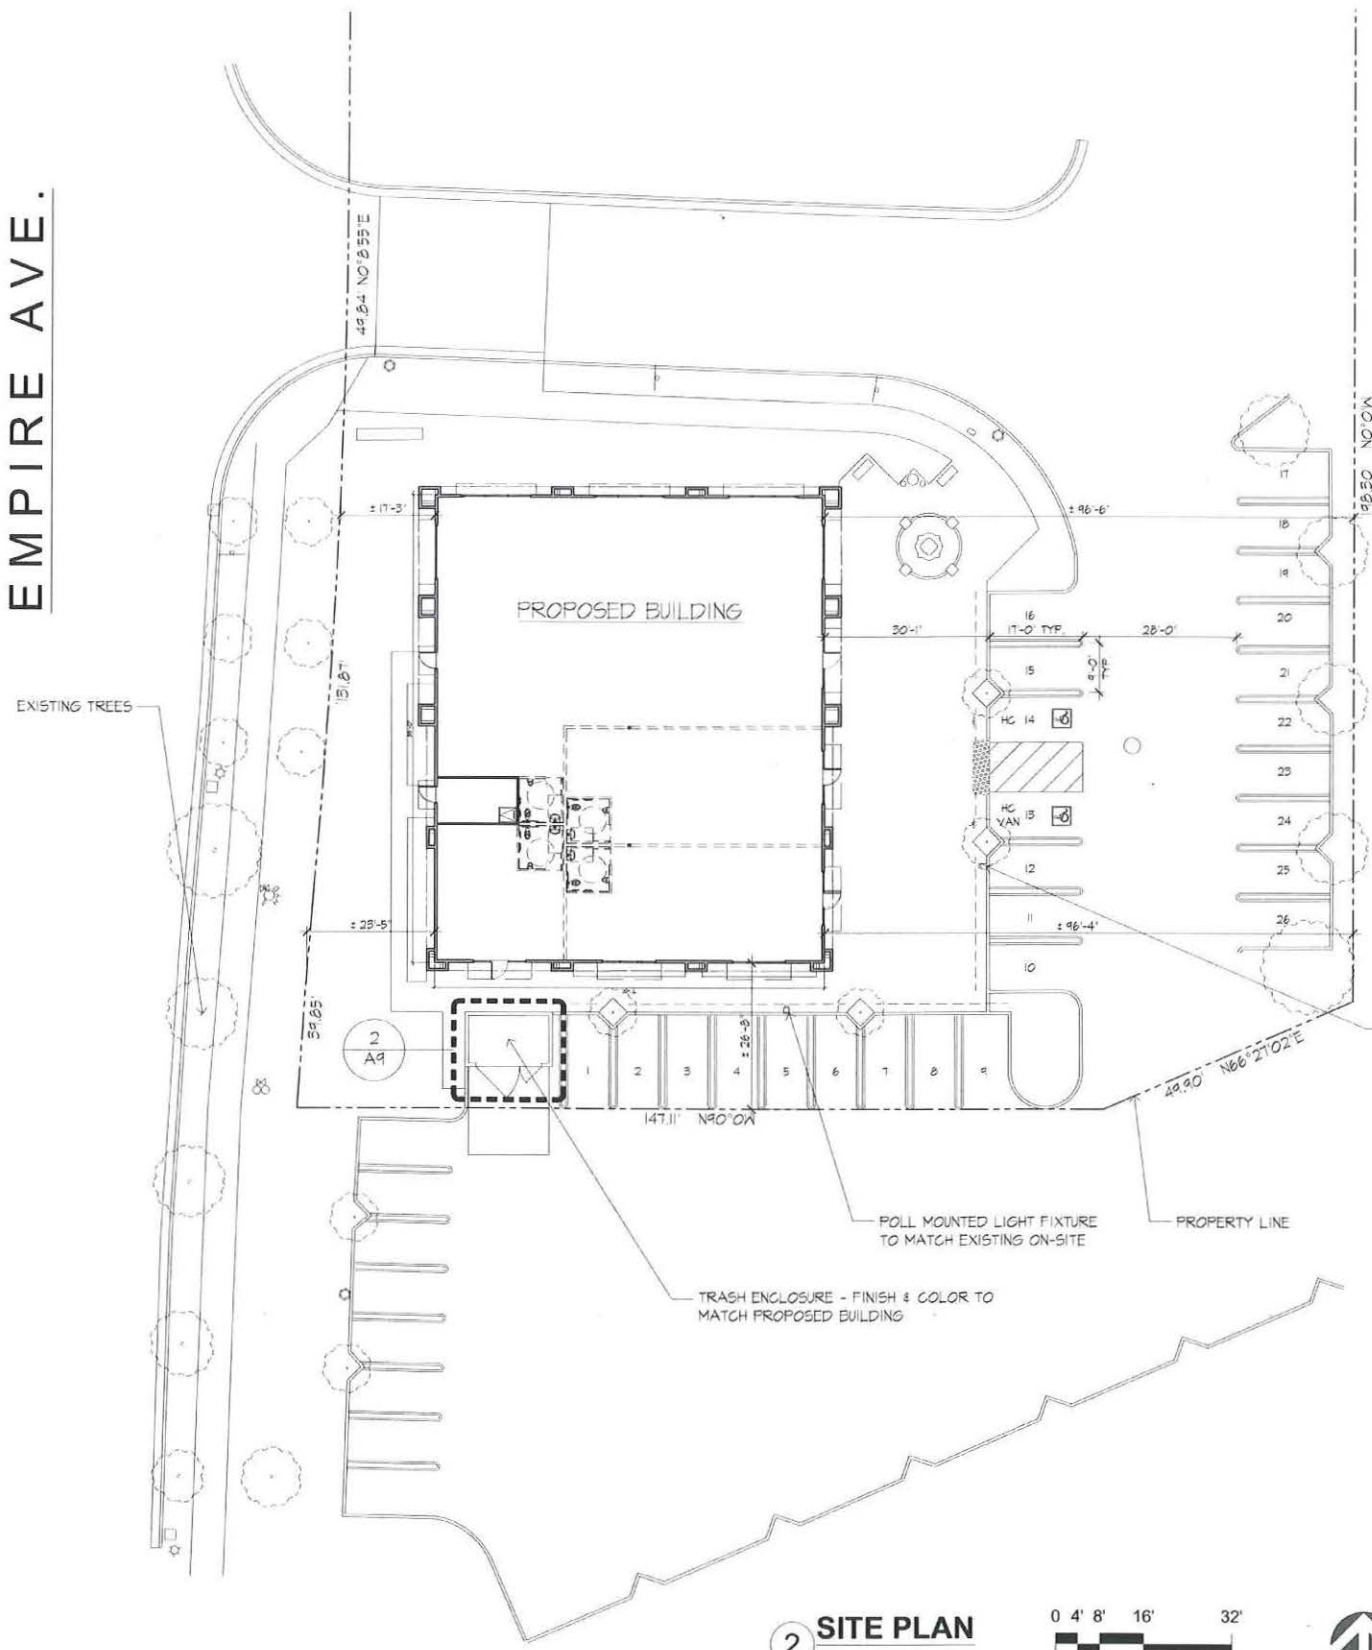 EMPIRE AVE.
49.84' N0°8'55"E
± 17'-3"
± 96'-6"
17
18
19
20
21
22
23
24
25
26
PROPOSED BUILDING
30'-1"
16
17'-0" TYP.
28'-0"
15
9'-0"
TYP
EXISTING TREES
131.87'
HC 14
HC
VAN 13
12
11
10
± 23'-5"
± 96'-4"
39.85'
2
A9
± 26'-8"
1
2
3
4
5
6
7
8
9
49.90' N66°27'02"E
147.11' N90°0W
POLL MOUNTED LIGHT FIXTURE
TO MATCH EXISTING ON-SITE
PROPERTY LINE
TRASH ENCLOSURE - FINISH & COLOR TO
MATCH PROPOSED BUILDING
2
SITE PLAN
0 4' 8' 16' 32'